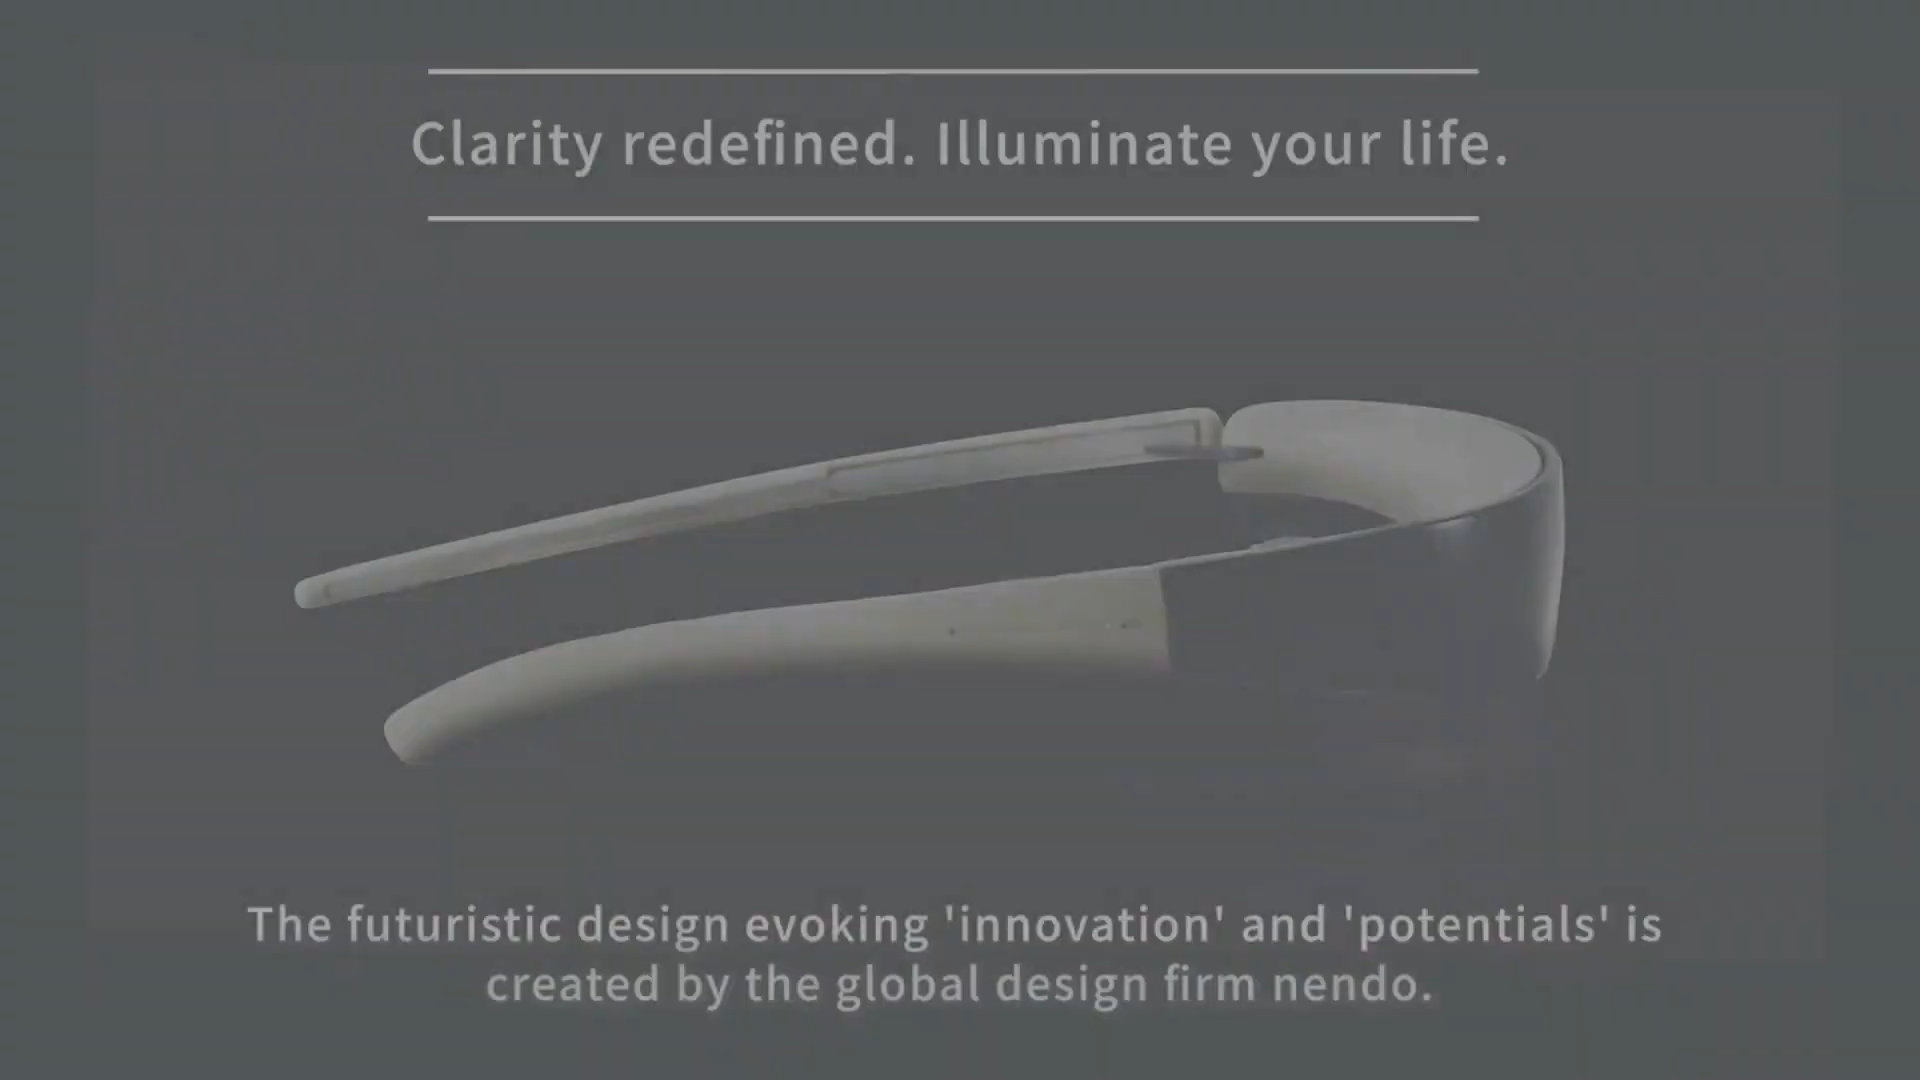 Clarity redefined. Illuminate your life.
The futuristic design evoking 'innovation' and 'potentials' is
created by the global design firm nendo.